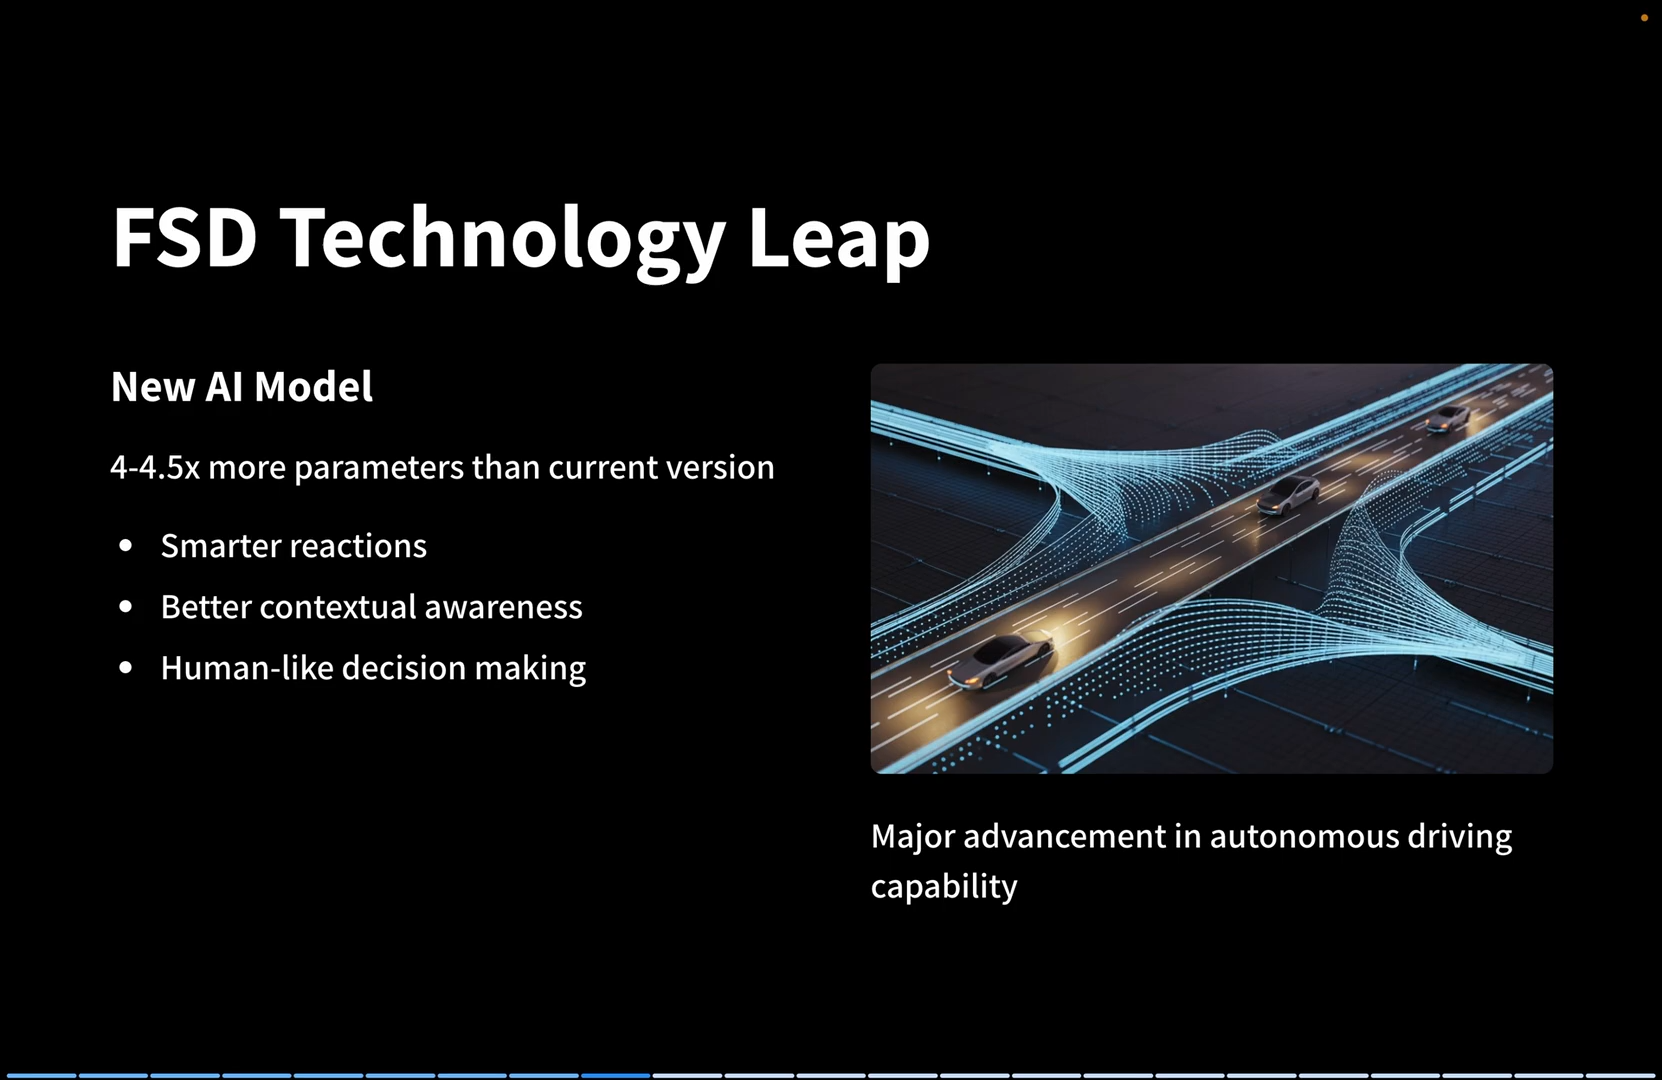 FSD Technology Leap
New AI Model
4-4.5x more parameters than current version
• Smarter reactions
• Better contextual awareness
• Human-like decision making
Major advancement in autonomous driving
capability